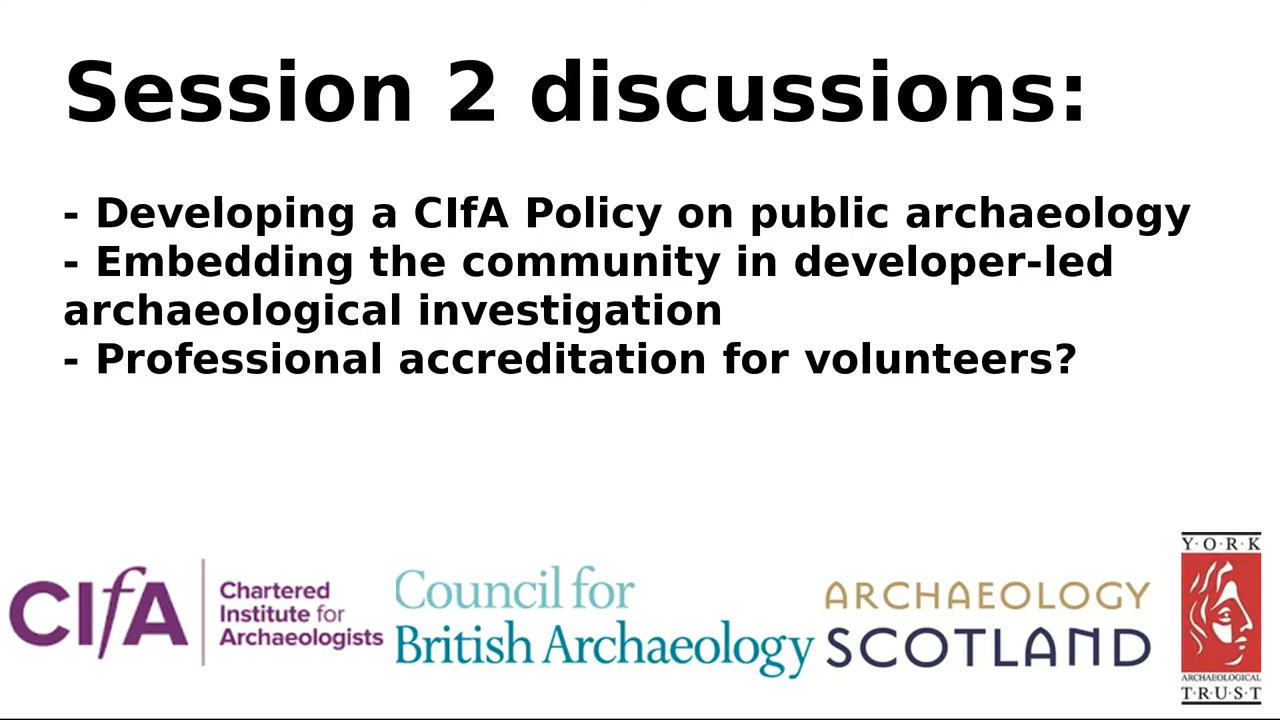 Session 2 discussions:
- Developing a CIfA Policy on public archaeology
- Embedding the community in developer-led
archaeological investigation
- Professional accreditation for volunteers?
CIfA
Chartered
Institute for
Archaeologists
Council for
British Archaeology
ARCHAEOLOGY
SCOTLAND
Y·O·R·K
ARCHAEOLOGICAL
T·R·U·S·T